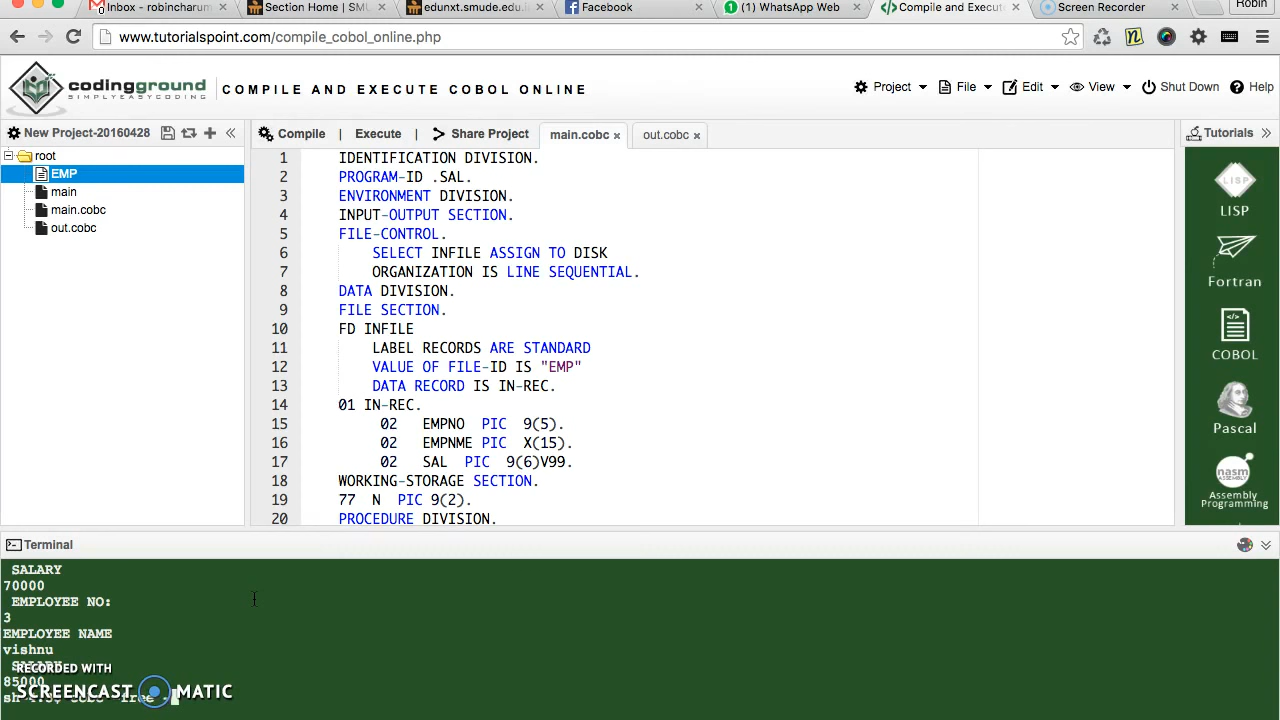 Inbox - robincharum
Section Home | SMU
edunxt.smude.edu.i
Facebook
(1) WhatsApp Web
Compile and Execut
Screen Recorder
Robin
www.tutorialspoint.com/compile_cobol_online.php
codingground
SIMPLYEASYCODING
COMPILE AND EXECUTE COBOL ONLINE
Project
File
Edit
View
Shut Down
Help
New Project-20160428
Compile | Execute | Share Project
main.cobc
out.cobc
Tutorials
root
EMP
main
main.cobc
out.cobc
1 IDENTIFICATION DIVISION.
2 PROGRAM-ID .SAL.
3 ENVIRONMENT DIVISION.
4 INPUT-OUTPUT SECTION.
5 FILE-CONTROL.
6 SELECT INFILE ASSIGN TO DISK
7 ORGANIZATION IS LINE SEQUENTIAL.
8 DATA DIVISION.
9 FILE SECTION.
10 FD INFILE
11 LABEL RECORDS ARE STANDARD
12 VALUE OF FILE-ID IS "EMP"
13 DATA RECORD IS IN-REC.
14 01 IN-REC.
15 02 EMPNO PIC 9(5).
16 02 EMPNME PIC X(15).
17 02 SAL PIC 9(6)V99.
18 WORKING-STORAGE SECTION.
19 77 N PIC 9(2).
20 PROCEDURE DIVISION.
LISP
LISP
Fortran
COBOL
Pascal
nasm
ASSEMBLY
Assembly
Programming
Terminal
SALARY
70000
EMPLOYEE NO:
3
EMPLOYEE NAME
vishnu
85000
RECORDED WITH
SCREENCAST MATIC